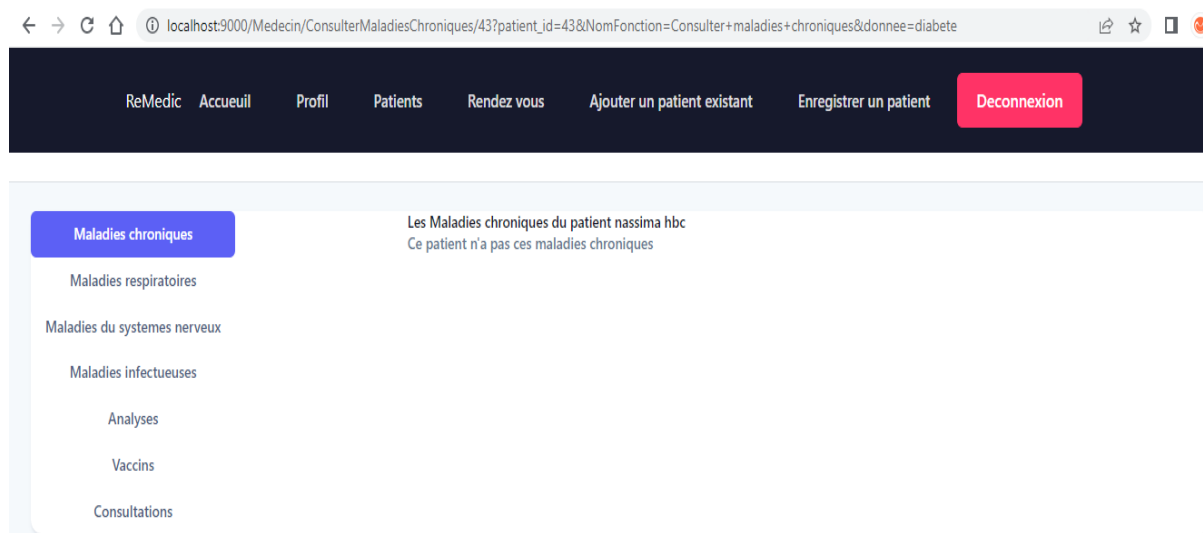 localhost:9000/Medecin/ConsulterMaladiesChroniques/43?patient_id=43&NomFonction=Consulter+maladies+chroniques&donnee=diabete
ReMedic Accueuil Profil Patients Rendez vous Ajouter un patient existant Enregistrer un patient Deconnexion
Maladies chroniques
Les Maladies chroniques du patient nassima hbc
Ce patient n'a pas ces maladies chroniques
Maladies respiratoires
Maladies du systemes nerveux
Maladies infectueuses
Analyses
Vaccins
Consultations